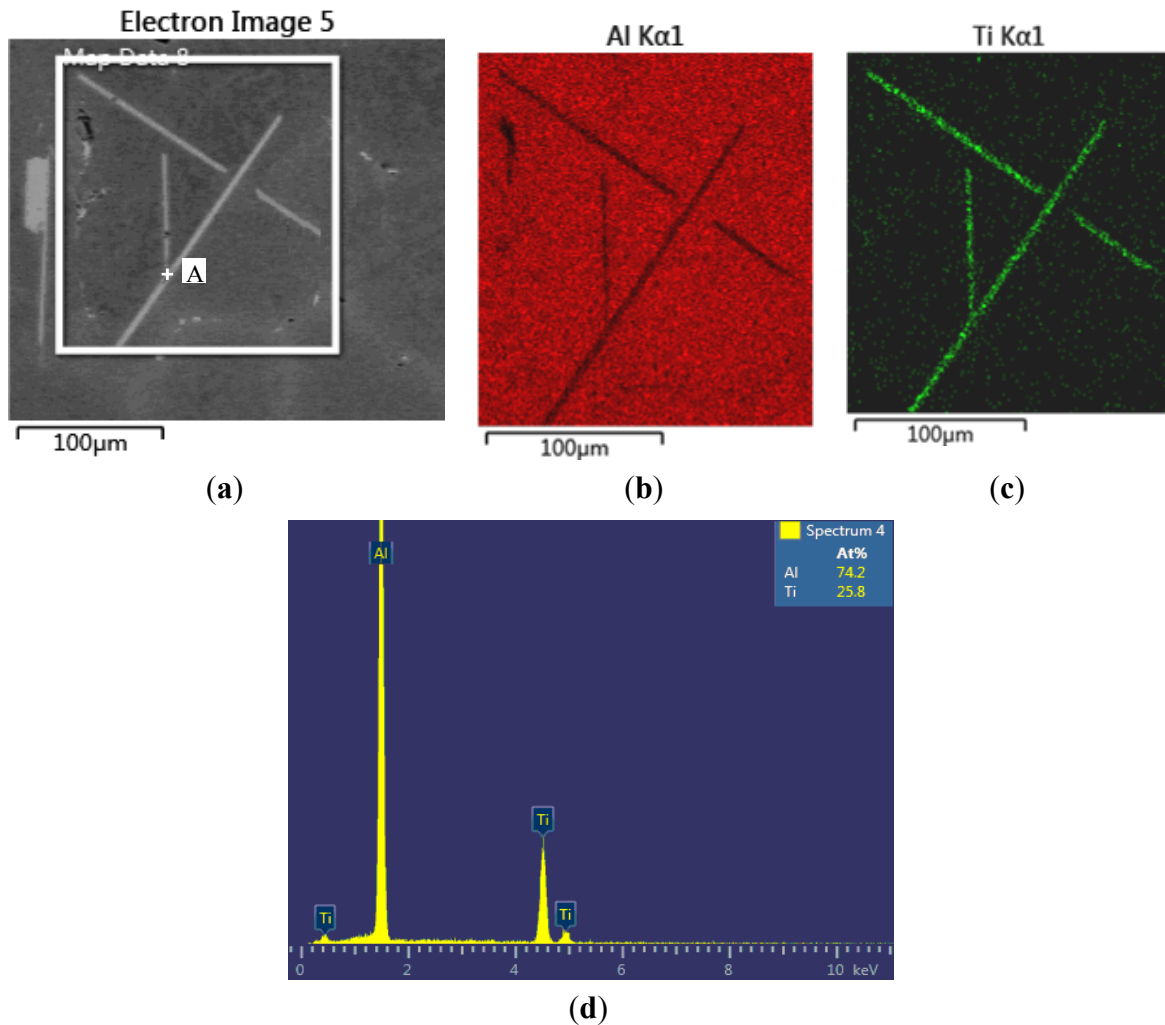 Electron Image 5
Map Data 8
A
100µm
(a)
Al Kα1
100µm
(b)
Ti Kα1
100µm
(c)
Spectrum 4
At%
Al 74.2
Ti 25.8
Al
Ti
Ti
Ti
0 2 4 6 8 10 keV
(d)